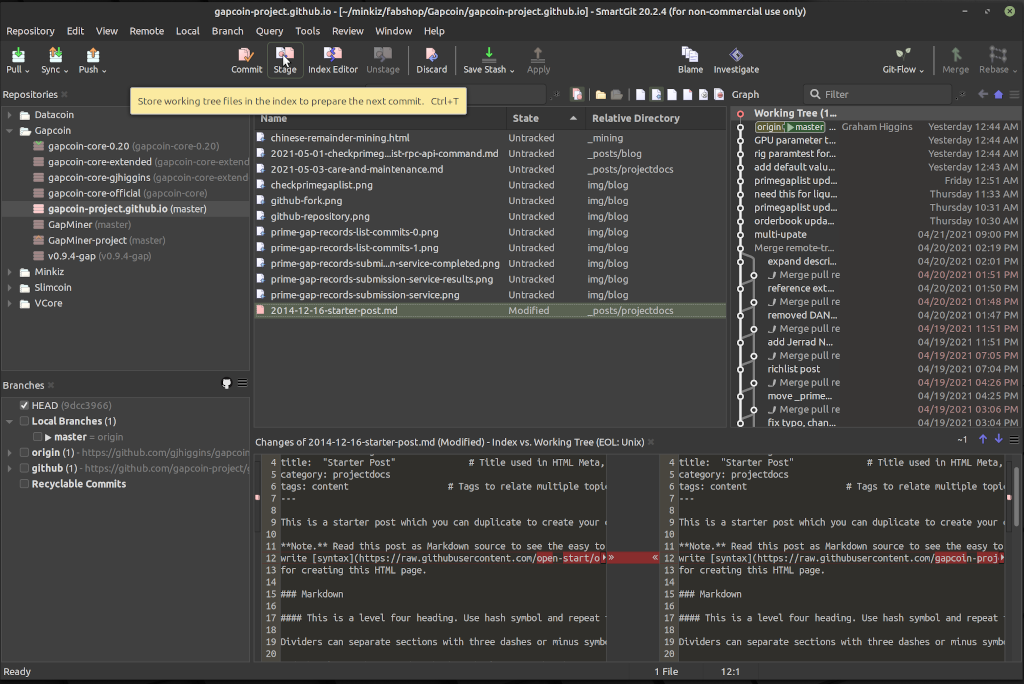 gapcoin-project.github.io - [~/minkiz/fabshop/Gapcoin/gapcoin-project.github.io] - SmartGit 20.2.4 (for non-commercial use only)
Repository Edit View Remote Local Branch Query Tools Review Window Help
Pull Sync Push Commit Stage Index Editor Unstage Discard Save Stash Apply Blame Investigate Git-Flow Merge Rebase
Store working tree files in the index to prepare the next commit. Ctrl+T
Repositories
Datacoin
Gapcoin
gapcoin-core-0.20 (gapcoin-core-0.20)
gapcoin-core-extended (gapcoin-core-extend
gapcoin-core-gjhiggins (gapcoin-core-extend
gapcoin-core-official (gapcoin-core)
gapcoin-project.github.io (master)
GapMiner (master)
GapMiner-project (master)
v0.9.4-gap (v0.9.4-gap)
Minkiz
Slimcoin
VCore
Name State Relative Directory
chinese-remainder-mining.html Untracked _mining
2021-05-01-checkprimeg...ist-rpc-api-command.md Untracked _posts/blog
2021-05-03-care-and-maintenance.md Untracked _posts/projectdocs
checkprimegaplist.png Untracked img/blog
github-fork.png Untracked img/blog
github-repository.png Untracked img/blog
prime-gap-records-list-commits-0.png Untracked img/blog
prime-gap-records-list-commits-1.png Untracked img/blog
prime-gap-records-submi...n-service-completed.png Untracked img/blog
prime-gap-records-submission-service-results.png Untracked img/blog
prime-gap-records-submission-service.png Untracked img/blog
2014-12-16-starter-post.md Modified _posts/projectdocs
Graph Filter
Working Tree (1...
origin master ... Graham Higgins Yesterday 12:44 AM
GPU parameter t... Yesterday 12:44 AM
rig paramtest for... Yesterday 12:44 AM
add default valu... Yesterday 12:43 AM
primegaplist upd... Friday 12:51 AM
need this for liqu... Thursday 11:33 AM
primegaplist upd... Thursday 10:31 AM
orderbook upda... Thursday 10:30 AM
multi-upate 04/21/2021 09:00 PM
Merge remote-tr... 04/20/2021 02:19 PM
expand descri... 04/20/2021 02:01 PM
Merge pull re 04/20/2021 01:51 PM
reference ext... 04/20/2021 01:50 PM
Merge pull re 04/20/2021 01:48 PM
removed DAN... 04/20/2021 01:47 PM
Merge pull re 04/19/2021 11:51 PM
add Jerrad N... 04/19/2021 11:51 PM
Merge pull re 04/19/2021 07:05 PM
richlist post 04/19/2021 07:04 PM
Merge pull re 04/19/2021 04:26 PM
move _prime... 04/19/2021 04:25 PM
Merge pull re 04/19/2021 03:06 PM
fix typo, chan... 04/19/2021 03:04 PM
Branches
HEAD (9dcc3966)
Local Branches (1)
master = origin
origin (1) - https://github.com/gjhiggins/gapcoin
github (1) - https://github.com/gapcoin-project/g
Recyclable Commits
Changes of 2014-12-16-starter-post.md (Modified) - Index vs. Working Tree (EOL: Unix) ~1
4 title: "Starter Post" # Title used in HTML Meta,
5 category: projectdocs
6 tags: content # Tags to relate multiple topic
7 ---
8
9 This is a starter post which you can duplicate to create your
10
11 **Note.** Read this post as Markdown source to see the easy to
12 write [syntax](https://raw.githubusercontent.com/open-start/o
13 for creating this HTML page.
14
15 ### Markdown
16
17 #### This is a level four heading. Use hash symbol and repeat
18
19 Dividers can separate sections with three dashes or minus symb
20
4 title: "Starter Post" # Title used in HTML Meta,
5 category: projectdocs
6 tags: content # Tags to relate multiple topic
7 ---
8
9 This is a starter post which you can duplicate to create your
10
11 **Note.** Read this post as Markdown source to see the easy to
12 write [syntax](https://raw.githubusercontent.com/gapcoin-proj
13 for creating this HTML page.
14
15 ### Markdown
16
17 #### This is a level four heading. Use hash symbol and repeat
18
19 Dividers can separate sections with three dashes or minus symb
20
Ready 1 File 12:1